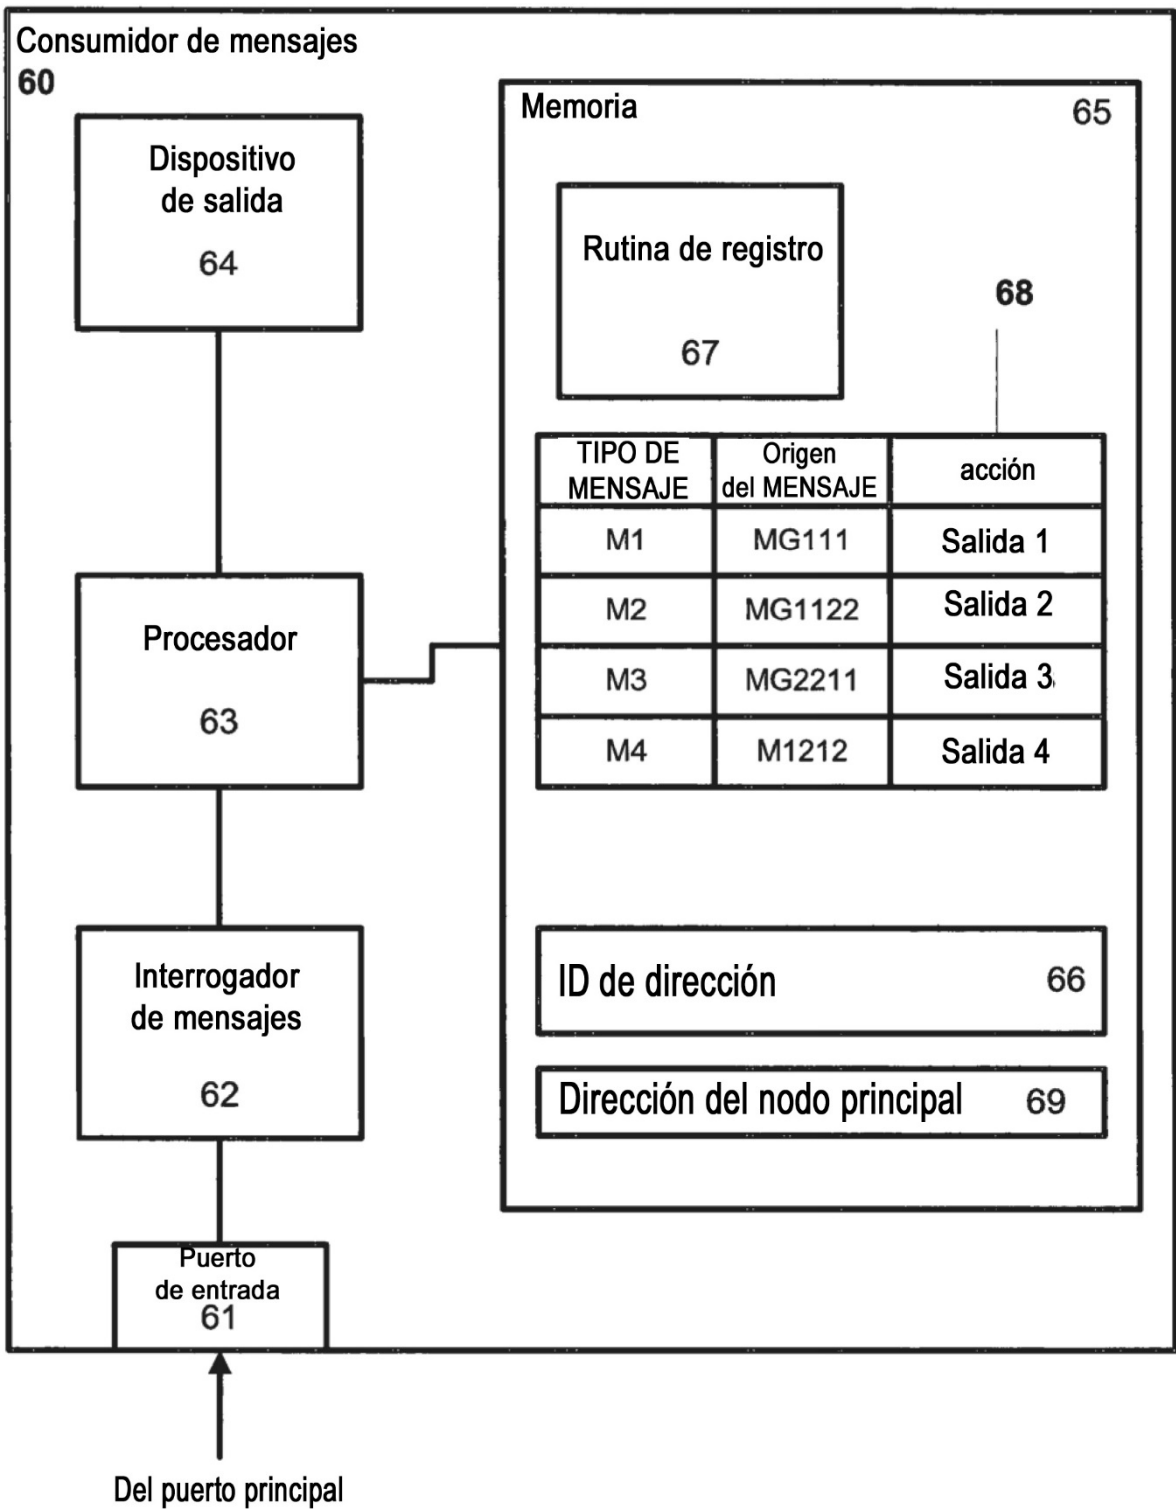 Consumidor de mensajes
60
Dispositivo
de salida
64
Memoria 65
Rutina de registro
67
68
TIPO DE MENSAJE Origen del MENSAJE acción
M1 MG111 Salida 1
M2 MG1122 Salida 2
M3 MG2211 Salida 3
M4 M1212 Salida 4
Procesador
63
Interrogador
de mensajes
62
ID de dirección 66
Dirección del nodo principal 69
Puerto
de entrada
61
Del puerto principal